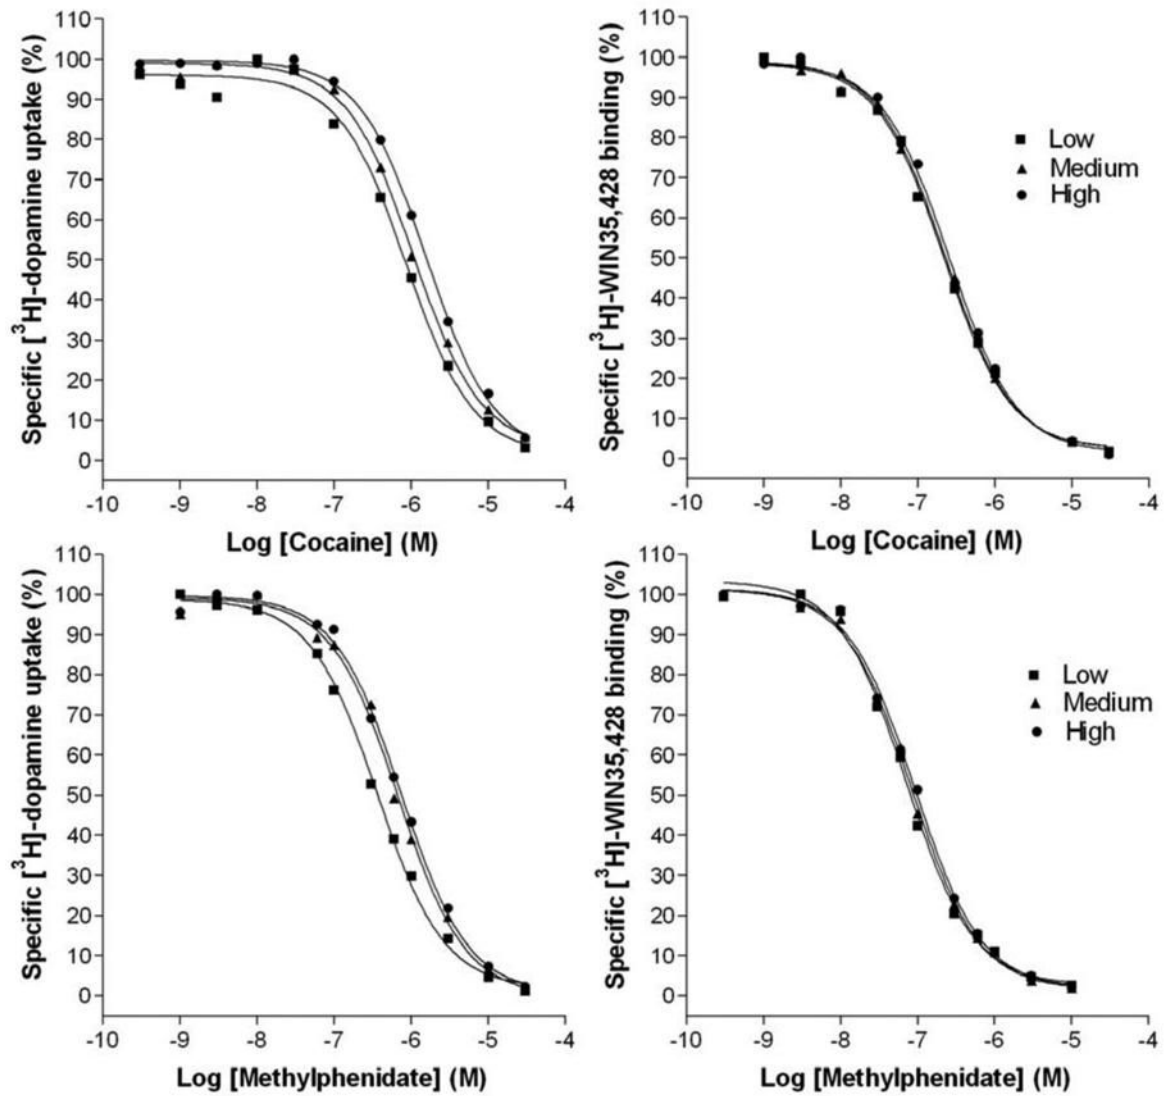 Specific [³H]-dopamine uptake (%)
110
100
90
80
70
60
50
40
30
20
10
0
-10 -9 -8 -7 -6 -5 -4
Log [Cocaine] (M)
Specific [³H]-WIN35,428 binding (%)
110
100
90
80
70
60
50
40
30
20
10
0
-10 -9 -8 -7 -6 -5 -4
Log [Cocaine] (M)
Low
Medium
High
Specific [³H]-dopamine uptake (%)
110
100
90
80
70
60
50
40
30
20
10
0
-10 -9 -8 -7 -6 -5 -4
Log [Methylphenidate] (M)
Specific [³H]-WIN35,428 binding (%)
110
100
90
80
70
60
50
40
30
20
10
0
-10 -9 -8 -7 -6 -5 -4
Log [Methylphenidate] (M)
Low
Medium
High